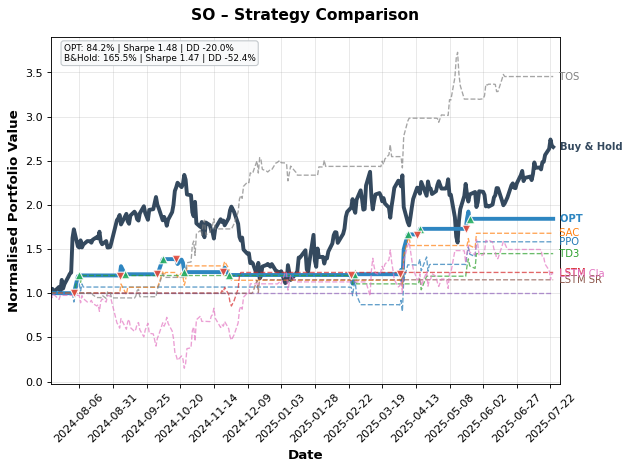 SO – Strategy Comparison
OPT: 84.2% | Sharpe 1.48 | DD -20.0%
B&Hold: 165.5% | Sharpe 1.47 | DD -52.4%
Normalised Portfolio Value
3.5
3.0
2.5
2.0
1.5
1.0
0.5
0.0
TOS
Buy & Hold
OPT
SAC
PPO
TD3
LSTM Cla
LSTM SR
2024-08-06
2024-08-31
2024-09-25
2024-10-20
2024-11-14
2024-12-09
2025-01-03
2025-01-28
2025-02-22
2025-03-19
2025-04-13
2025-05-08
2025-06-02
2025-06-27
2025-07-22
Date